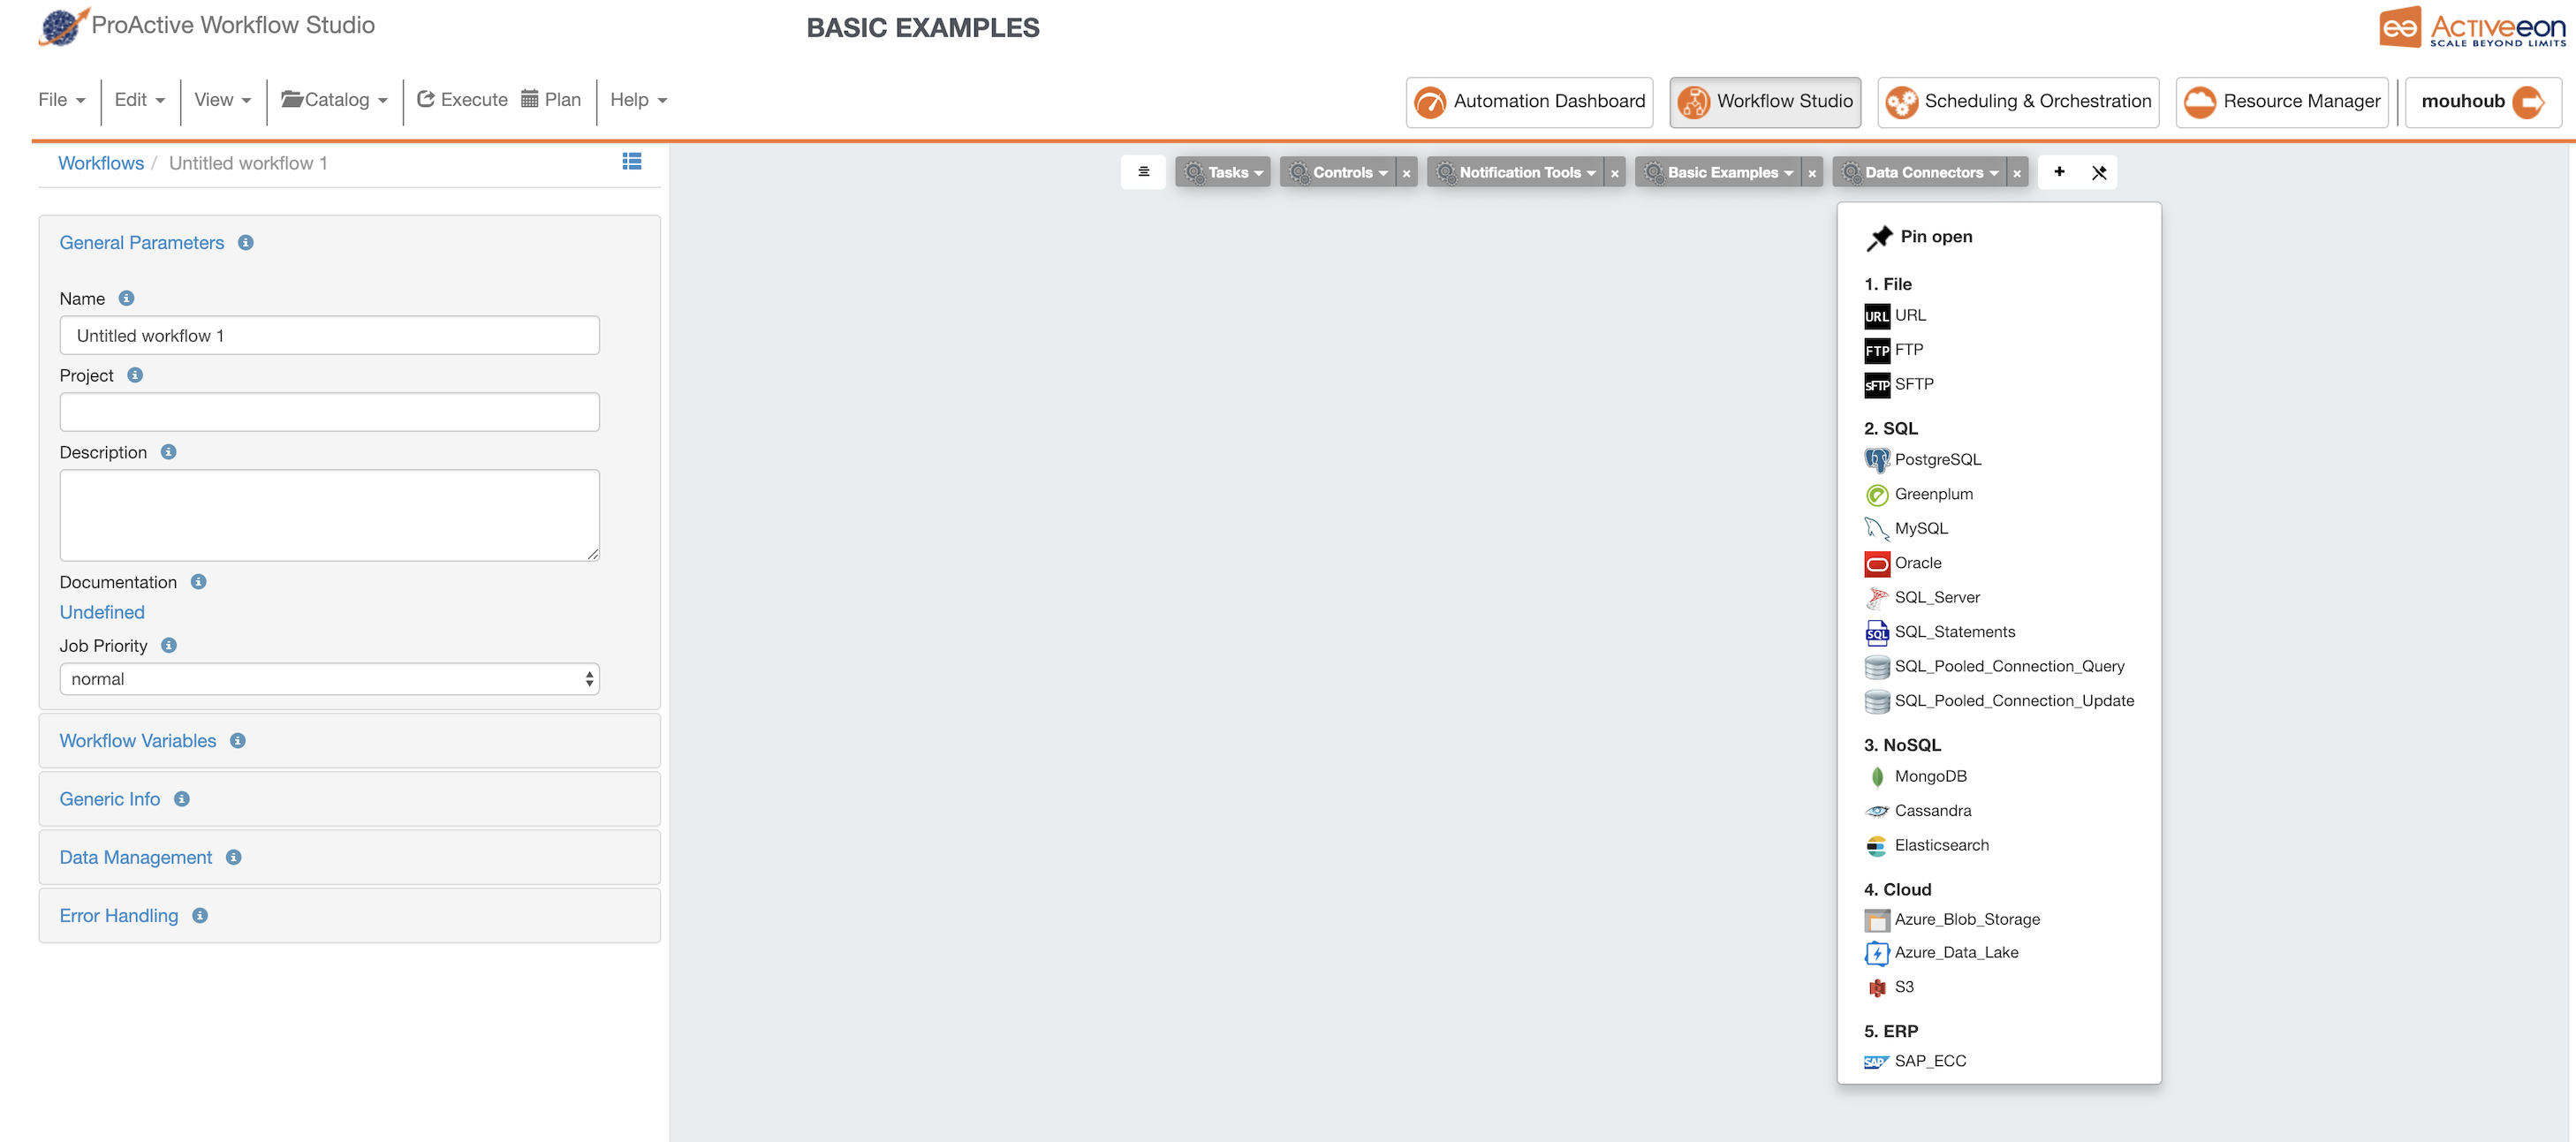 ProActive Workflow Studio
BASIC EXAMPLES
Activeeon
SCALE BEYOND LIMITS
File
Edit
View
Catalog
Execute
Plan
Help
Automation Dashboard
Workflow Studio
Scheduling & Orchestration
Resource Manager
mouhoub
Workflows / Untitled workflow 1
General Parameters
Name
Untitled workflow 1
Project
Description
Documentation
Undefined
Job Priority
normal
Workflow Variables
Generic Info
Data Management
Error Handling
Tasks
Controls
Notification Tools
Basic Examples
Data Connectors
Pin open
1. File
URL URL
FTP FTP
sFTP SFTP
2. SQL
PostgreSQL
Greenplum
MySQL
Oracle
SQL_Server
SQL SQL_Statements
SQL_Pooled_Connection_Query
SQL_Pooled_Connection_Update
3. NoSQL
MongoDB
Cassandra
Elasticsearch
4. Cloud
Azure_Blob_Storage
Azure_Data_Lake
S3
5. ERP
SAP SAP_ECC